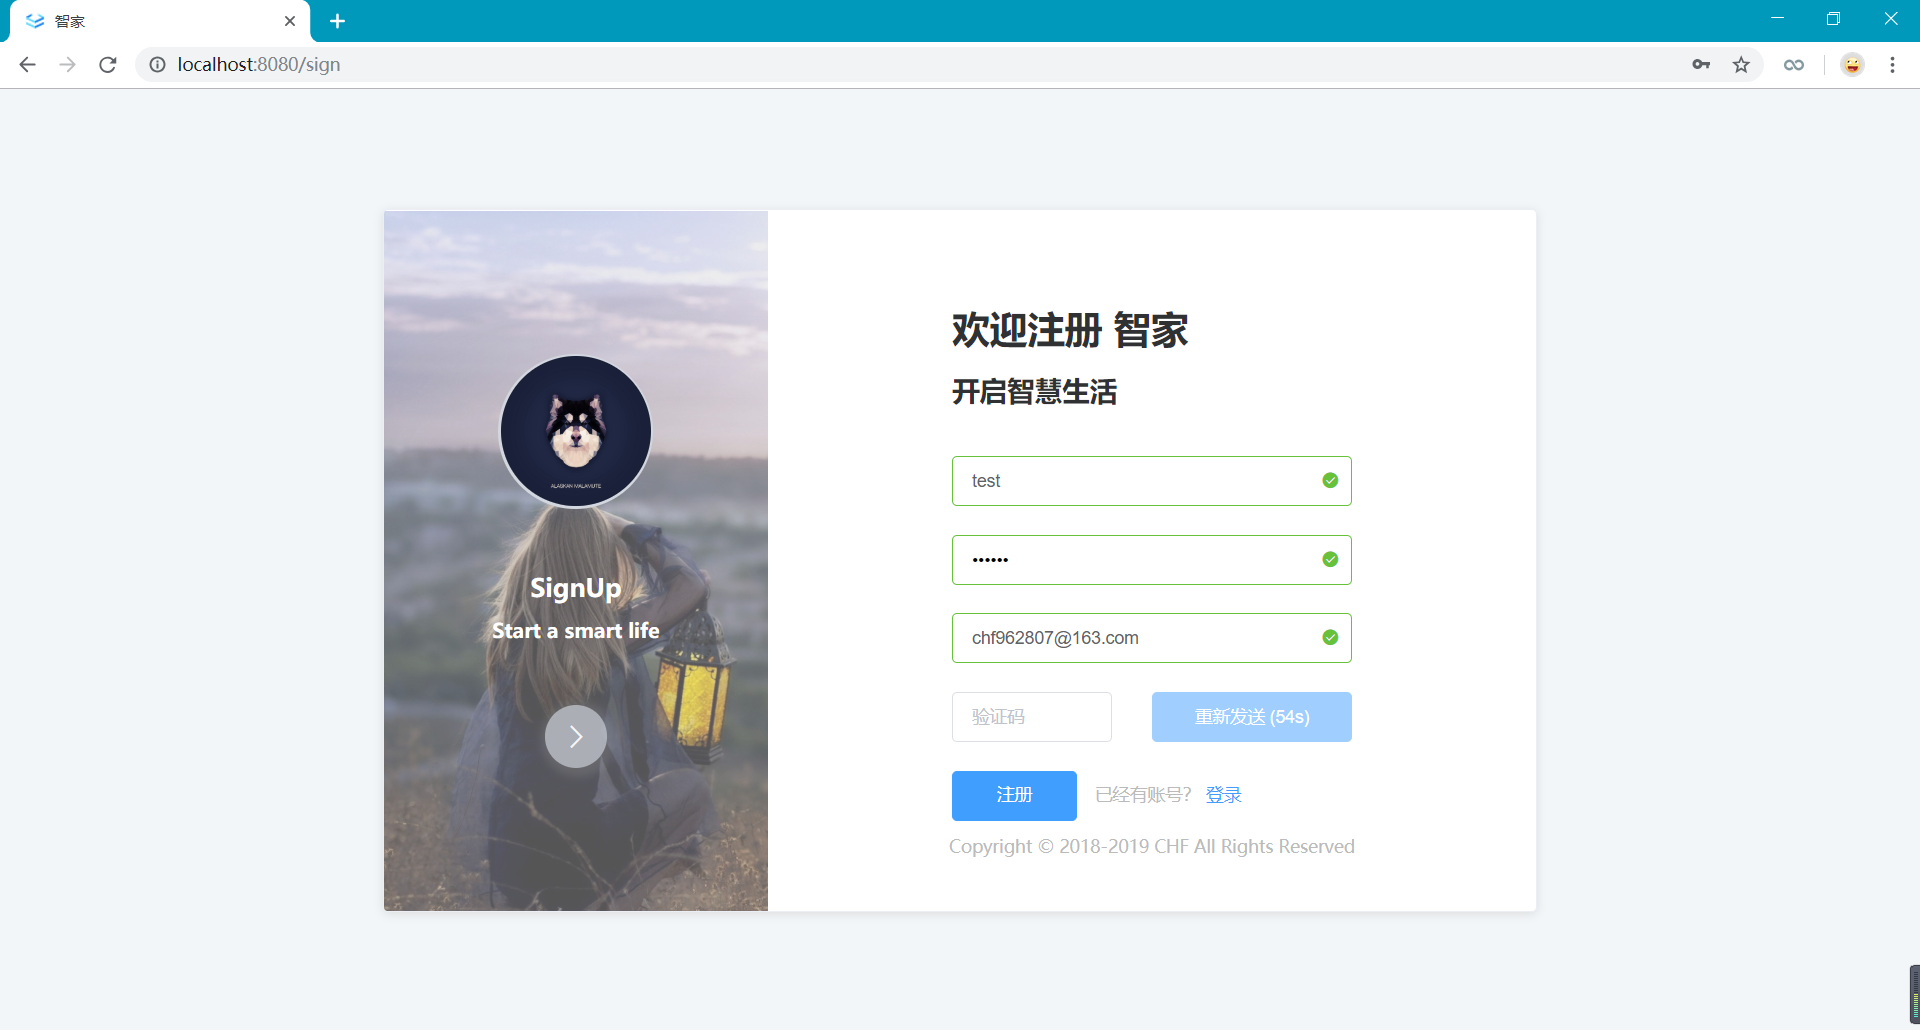 智家
localhost:8080/sign
ALASKAN MALAMUTE
SignUp
Start a smart life
欢迎注册 智家
开启智慧生活
test
••••••
chf962807@163.com
验证码
重新发送 (54s)
注册
已经有账号？ 登录
Copyright © 2018-2019 CHF All Rights Reserved